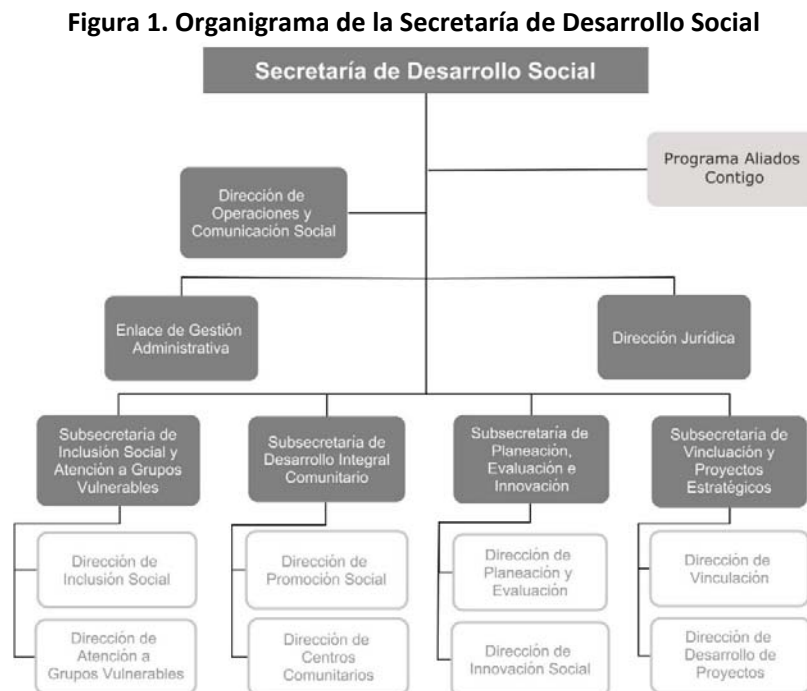 Figura 1. Organigrama de la Secretaría de Desarrollo Social
Secretaría de Desarrollo Social
Programa Aliados
Contigo
Dirección de
Operaciones y
Comunicación Social
Enlace de Gestión
Administrativa
Dirección Jurídica
Subsecretaría de
Inclusión Social y
Atención a Grupos
Vulnerables
Subsecretaría de
Desarrollo Integral
Comunitario
Subsecretaría de
Planeación,
Evaluación e
Innovación
Subsecretaría de
Vincluación y
Proyectos
Estratégicos
Dirección de
Inclusión Social
Dirección de
Promoción Social
Dirección de
Planeación y
Evaluación
Dirección de
Vinculación
Dirección de
Atención a
Grupos Vulnerables
Dirección de
Centros
Comunitarios
Dirección de
Innovación Social
Dirección de
Desarrollo de
Proyectos